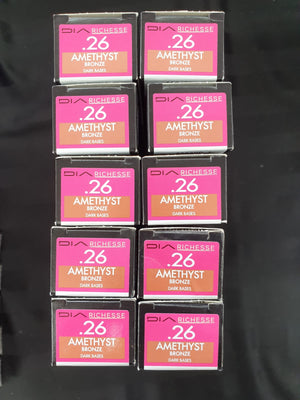 DIA RICHESSE
.26
AMETHYST
BRONZE
DARK BASES
DIA RICHESSE
.26
AMETHYST
BRONZE
DARK BASES
DIA RICHESSE
.26
AMETHYST
BRONZE
DARK BASES
DIA RICHESSE
.26
AMETHYST
BRONZE
DARK BASES
DIA RICHESSE
.26
AMETHYST
BRONZE
DARK BASES
DIA RICHESSE
.26
AMETHYST
BRONZE
DARK BASES
DIA RICHESSE
.26
AMETHYST
BRONZE
DARK BASES
DIA RICHESSE
.26
AMETHYST
BRONZE
DARK BASES
DIA RICHESSE
.26
AMETHYST
BRONZE
DARK BASES
DIA RICHESSE
.26
AMETHYST
BRONZE
DARK BASES